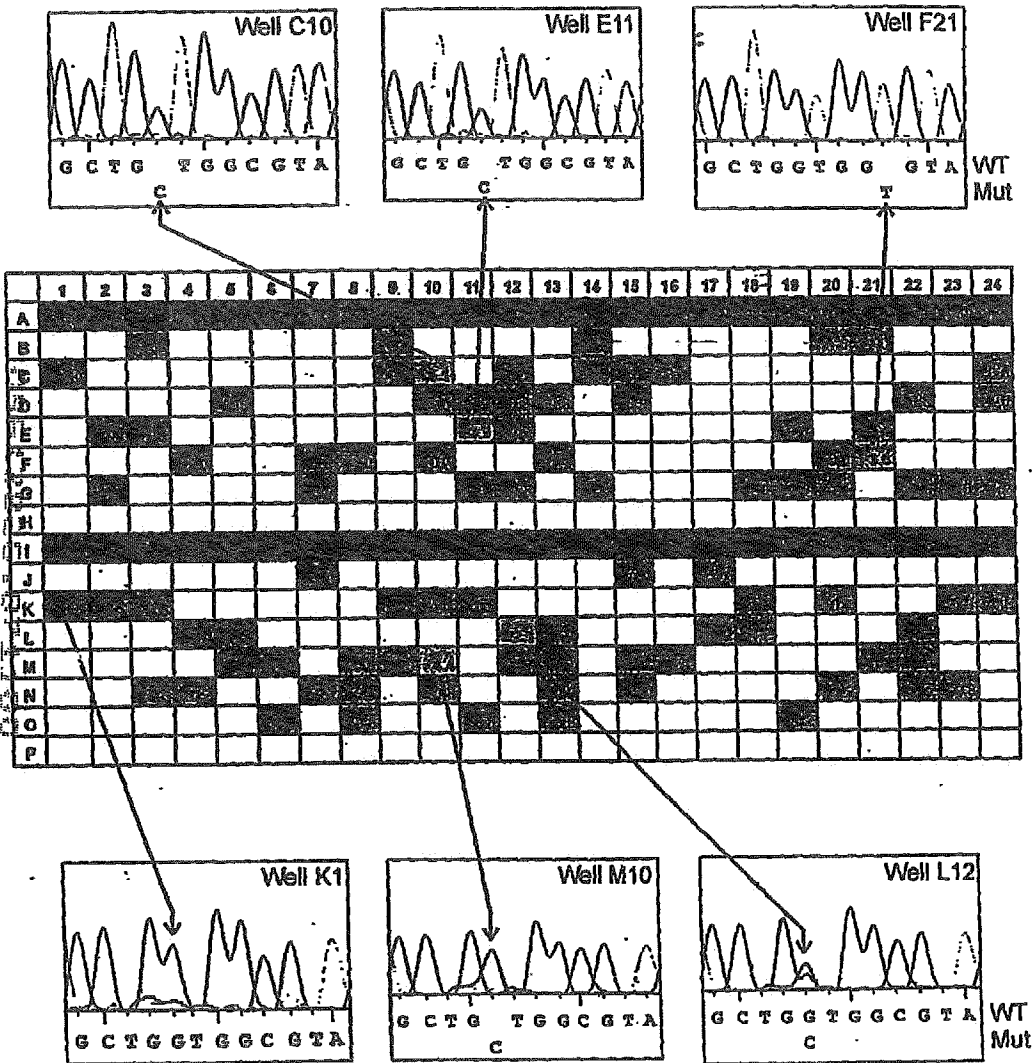 Well C10
G C T G T G G C G T A
C
Well E11
G C T G T G G C G T A
C
Well F21
G C T G G T G G G T A WT
T Mut
1 2 3 4 5 6 7 8 9 10 11 12 13 14 15 16 17 18 19 20 21 22 23 24
A
B
C
D
E
F
G
H
I
J
K
L
M
N
O
P
Well K1
G C T G G T G G C G T A
Well M10
G C T G T G G C G T A
C
Well L12
G C T G G T G G C G T A WT
C Mut